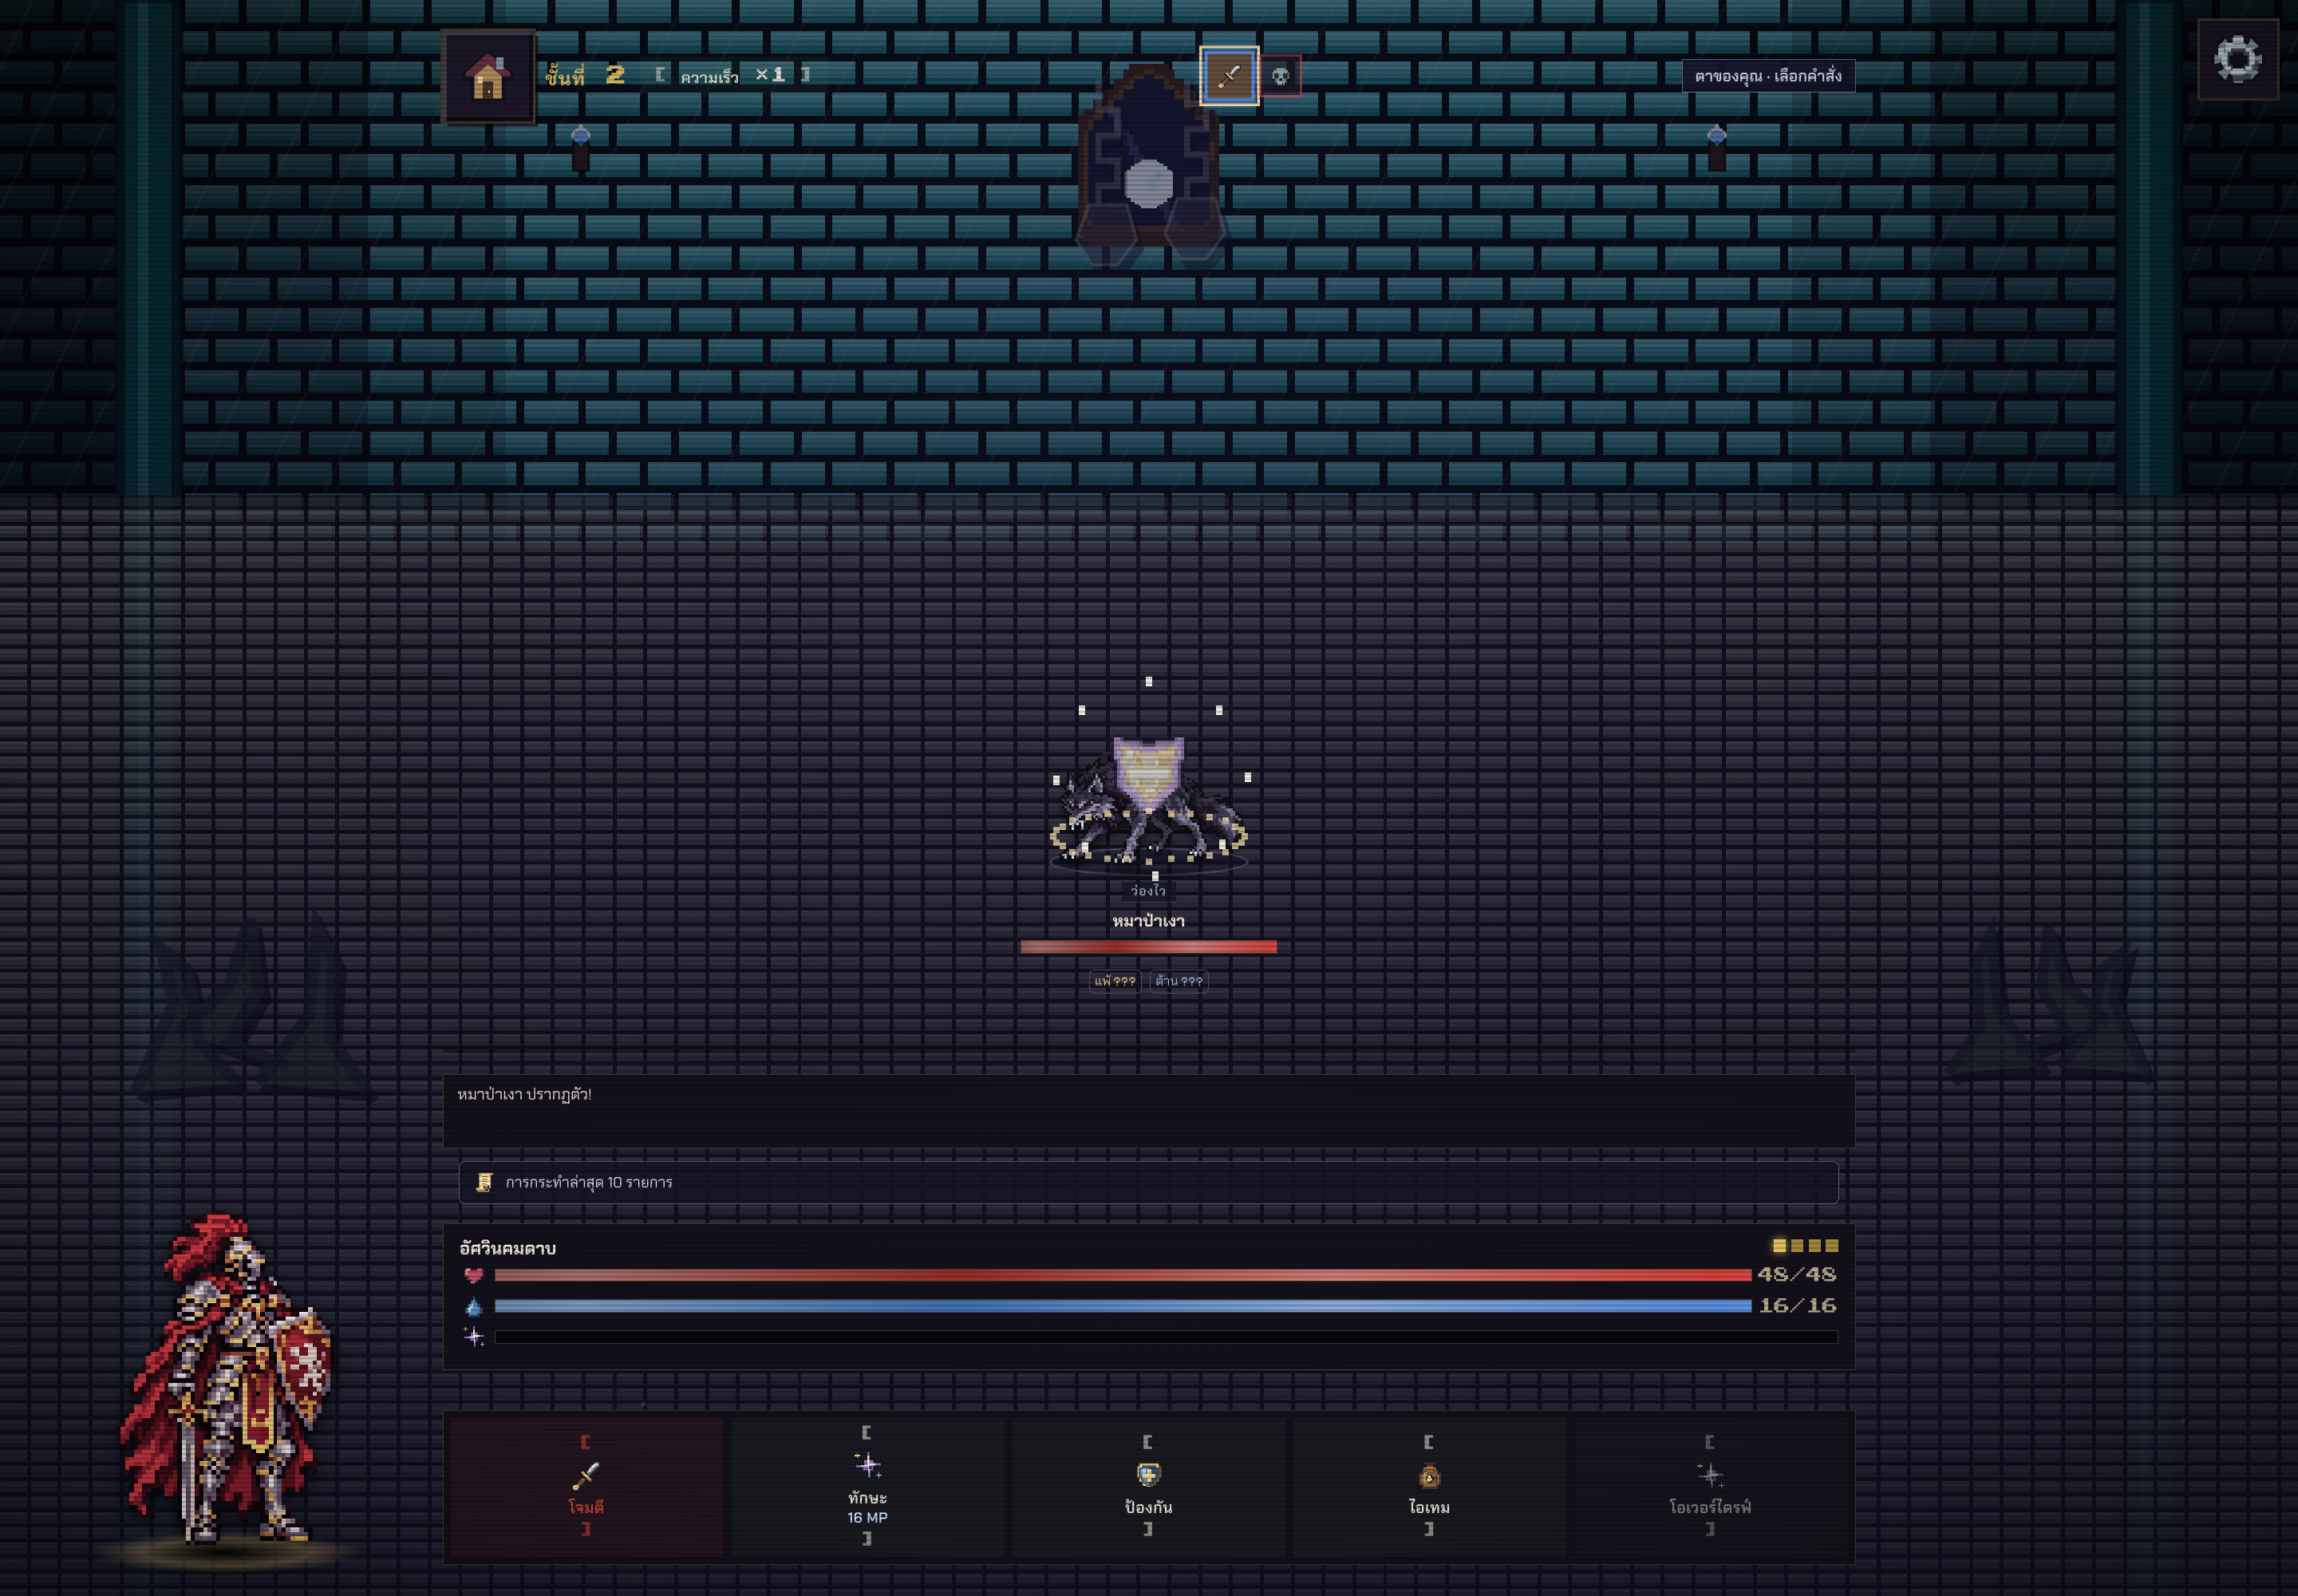 ชั้นที่ 2 [ ความเร็ว ×1 ]
ตาของคุณ · เลือกคำสั่ง
ว่องไว
หมาป่าเงา
แพ้ ??? ต้าน ???
หมาป่าเงา ปรากฏตัว!
การกระทำล่าสุด 10 รายการ
อัศวินคมดาบ
48/48
16/16
[ โจมตี ]
[ ทักษะ 16 MP ]
[ ป้องกัน ]
[ ไอเทม ]
[ โอเวอร์ไดรฟ์ ]